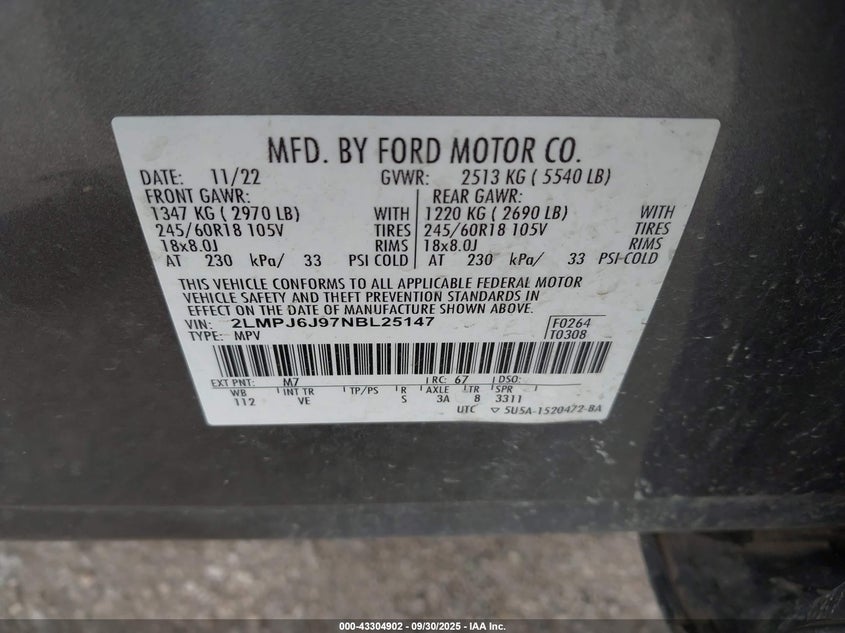 MFD. BY FORD MOTOR CO.
DATE: 11/22 GVWR: 2513 KG ( 5540 LB)
FRONT GAWR: REAR GAWR:
1347 KG ( 2970 LB) WITH 1220 KG ( 2690 LB) WITH
245/60R18 105V TIRES 245/60R18 105V TIRES
18x8.0J RIMS 18x8.0J RIMS
AT 230 kPa/ 33 PSI COLD AT 230 kPa/ 33 PSI COLD
THIS VEHICLE CONFORMS TO ALL APPLICABLE FEDERAL MOTOR
VEHICLE SAFETY AND THEFT PREVENTION STANDARDS IN
EFFECT ON THE DATE OF MANUFACTURE SHOWN ABOVE.
VIN: 2LMPJ6J97NBL25147 F0264
TYPE: MPV T0308
EXT PNT: M7 RC: 67 DSO:
WB INT TR TP/PS R AXLE TR SPR
112 VE S 3A 8 3311
UTC ▽ 5U5A-1520472-BA
000-43304902 - 09/30/2025 - IAA Inc.